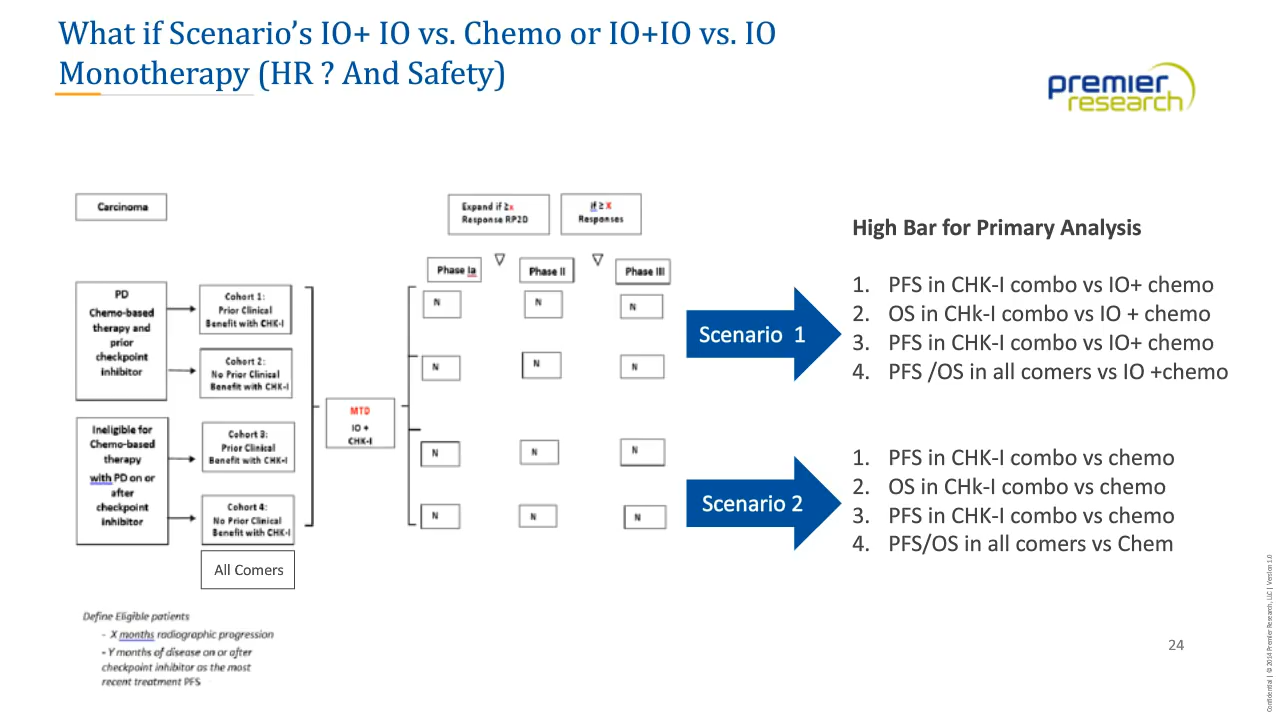 What if Scenario's IO+ IO vs. Chemo or IO+IO vs. IO
Monotherapy (HR ? And Safety)
premier
research
Carcinoma
Expand if ≥x
Response RP2D
if ≥ X
Responses
Phase Ia
Phase II
Phase III
PD
Chemo-based
therapy and
prior
checkpoint
inhibitor
Cohort 1:
Prior Clinical
Benefit with CHK-I
Cohort 2:
No Prior Clinical
Benefit with CHK-I
Ineligible for
Chemo-based
therapy
with PD on or
after
checkpoint
inhibitor
Cohort 3:
Prior Clinical
Benefit with CHK-I
Cohort 4:
No Prior Clinical
Benefit with CHK-I
All Comers
MTD
IO +
CHK-I
N
N
N
N
N
N
N
N
N
N
N
N
Scenario 1
Scenario 2
High Bar for Primary Analysis
1. PFS in CHK-I combo vs IO+ chemo
2. OS in CHk-I combo vs IO + chemo
3. PFS in CHK-I combo vs IO+ chemo
4. PFS /OS in all comers vs IO +chemo
1. PFS in CHK-I combo vs chemo
2. OS in CHk-I combo vs chemo
3. PFS in CHK-I combo vs chemo
4. PFS/OS in all comers vs Chem
Define Eligible patients
- X months radiographic progression
- Y months of disease on or after
checkpoint inhibitor as the most
recent treatment PFS
24
Confidential | © 2014 Premier Research, LLC | Version 1.0